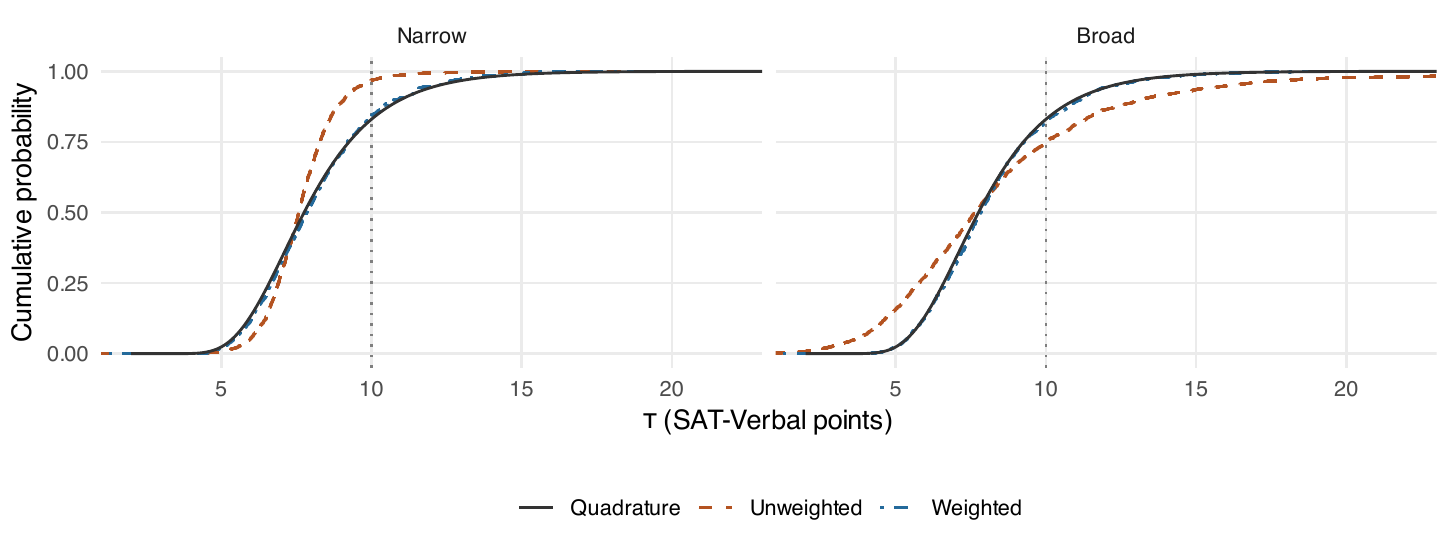 Narrow
Broad
Cumulative probability
1.00
0.75
0.50
0.25
0.00
5 10 15 20
5 10 15 20
τ (SAT-Verbal points)
Quadrature Unweighted Weighted